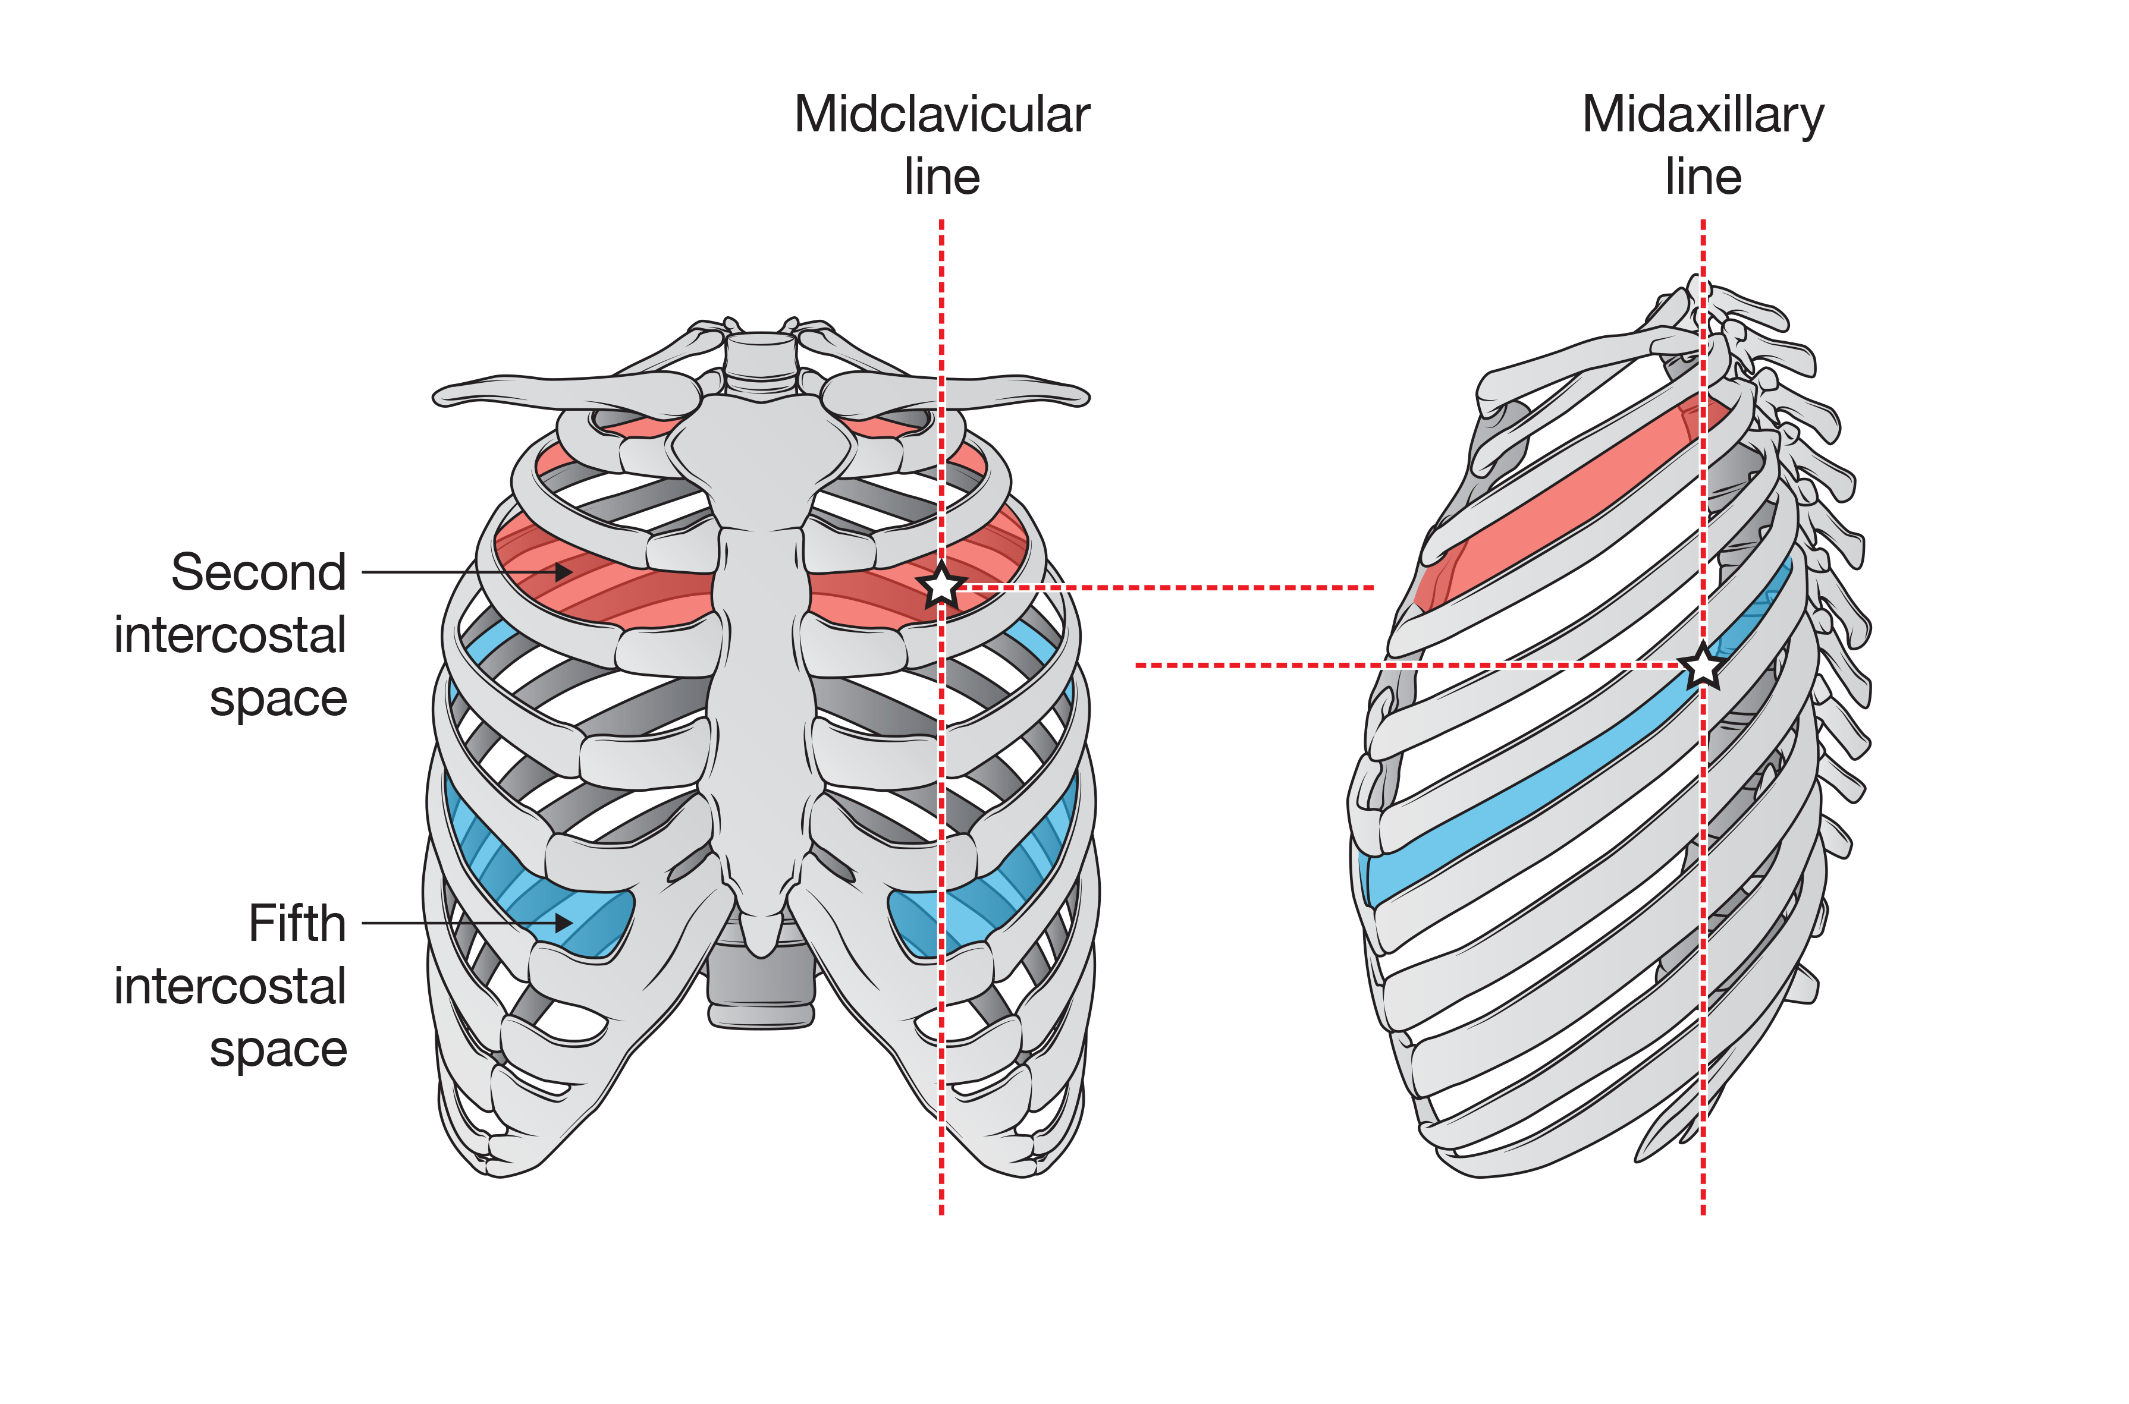 Midclavicular
line
Midaxillary
line
Second
intercostal
space
Fifth
intercostal
space